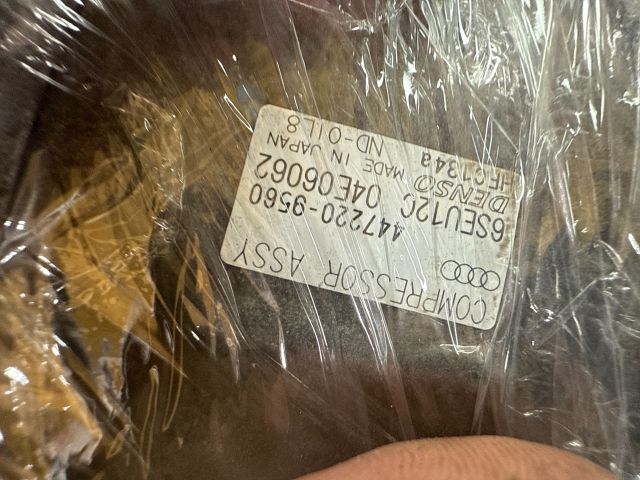 COMPRESSOR ASSY
447220-9560
6SEU12C 04E06062
DENSO MADE IN JAPAN
HFC134a ND-OIL8